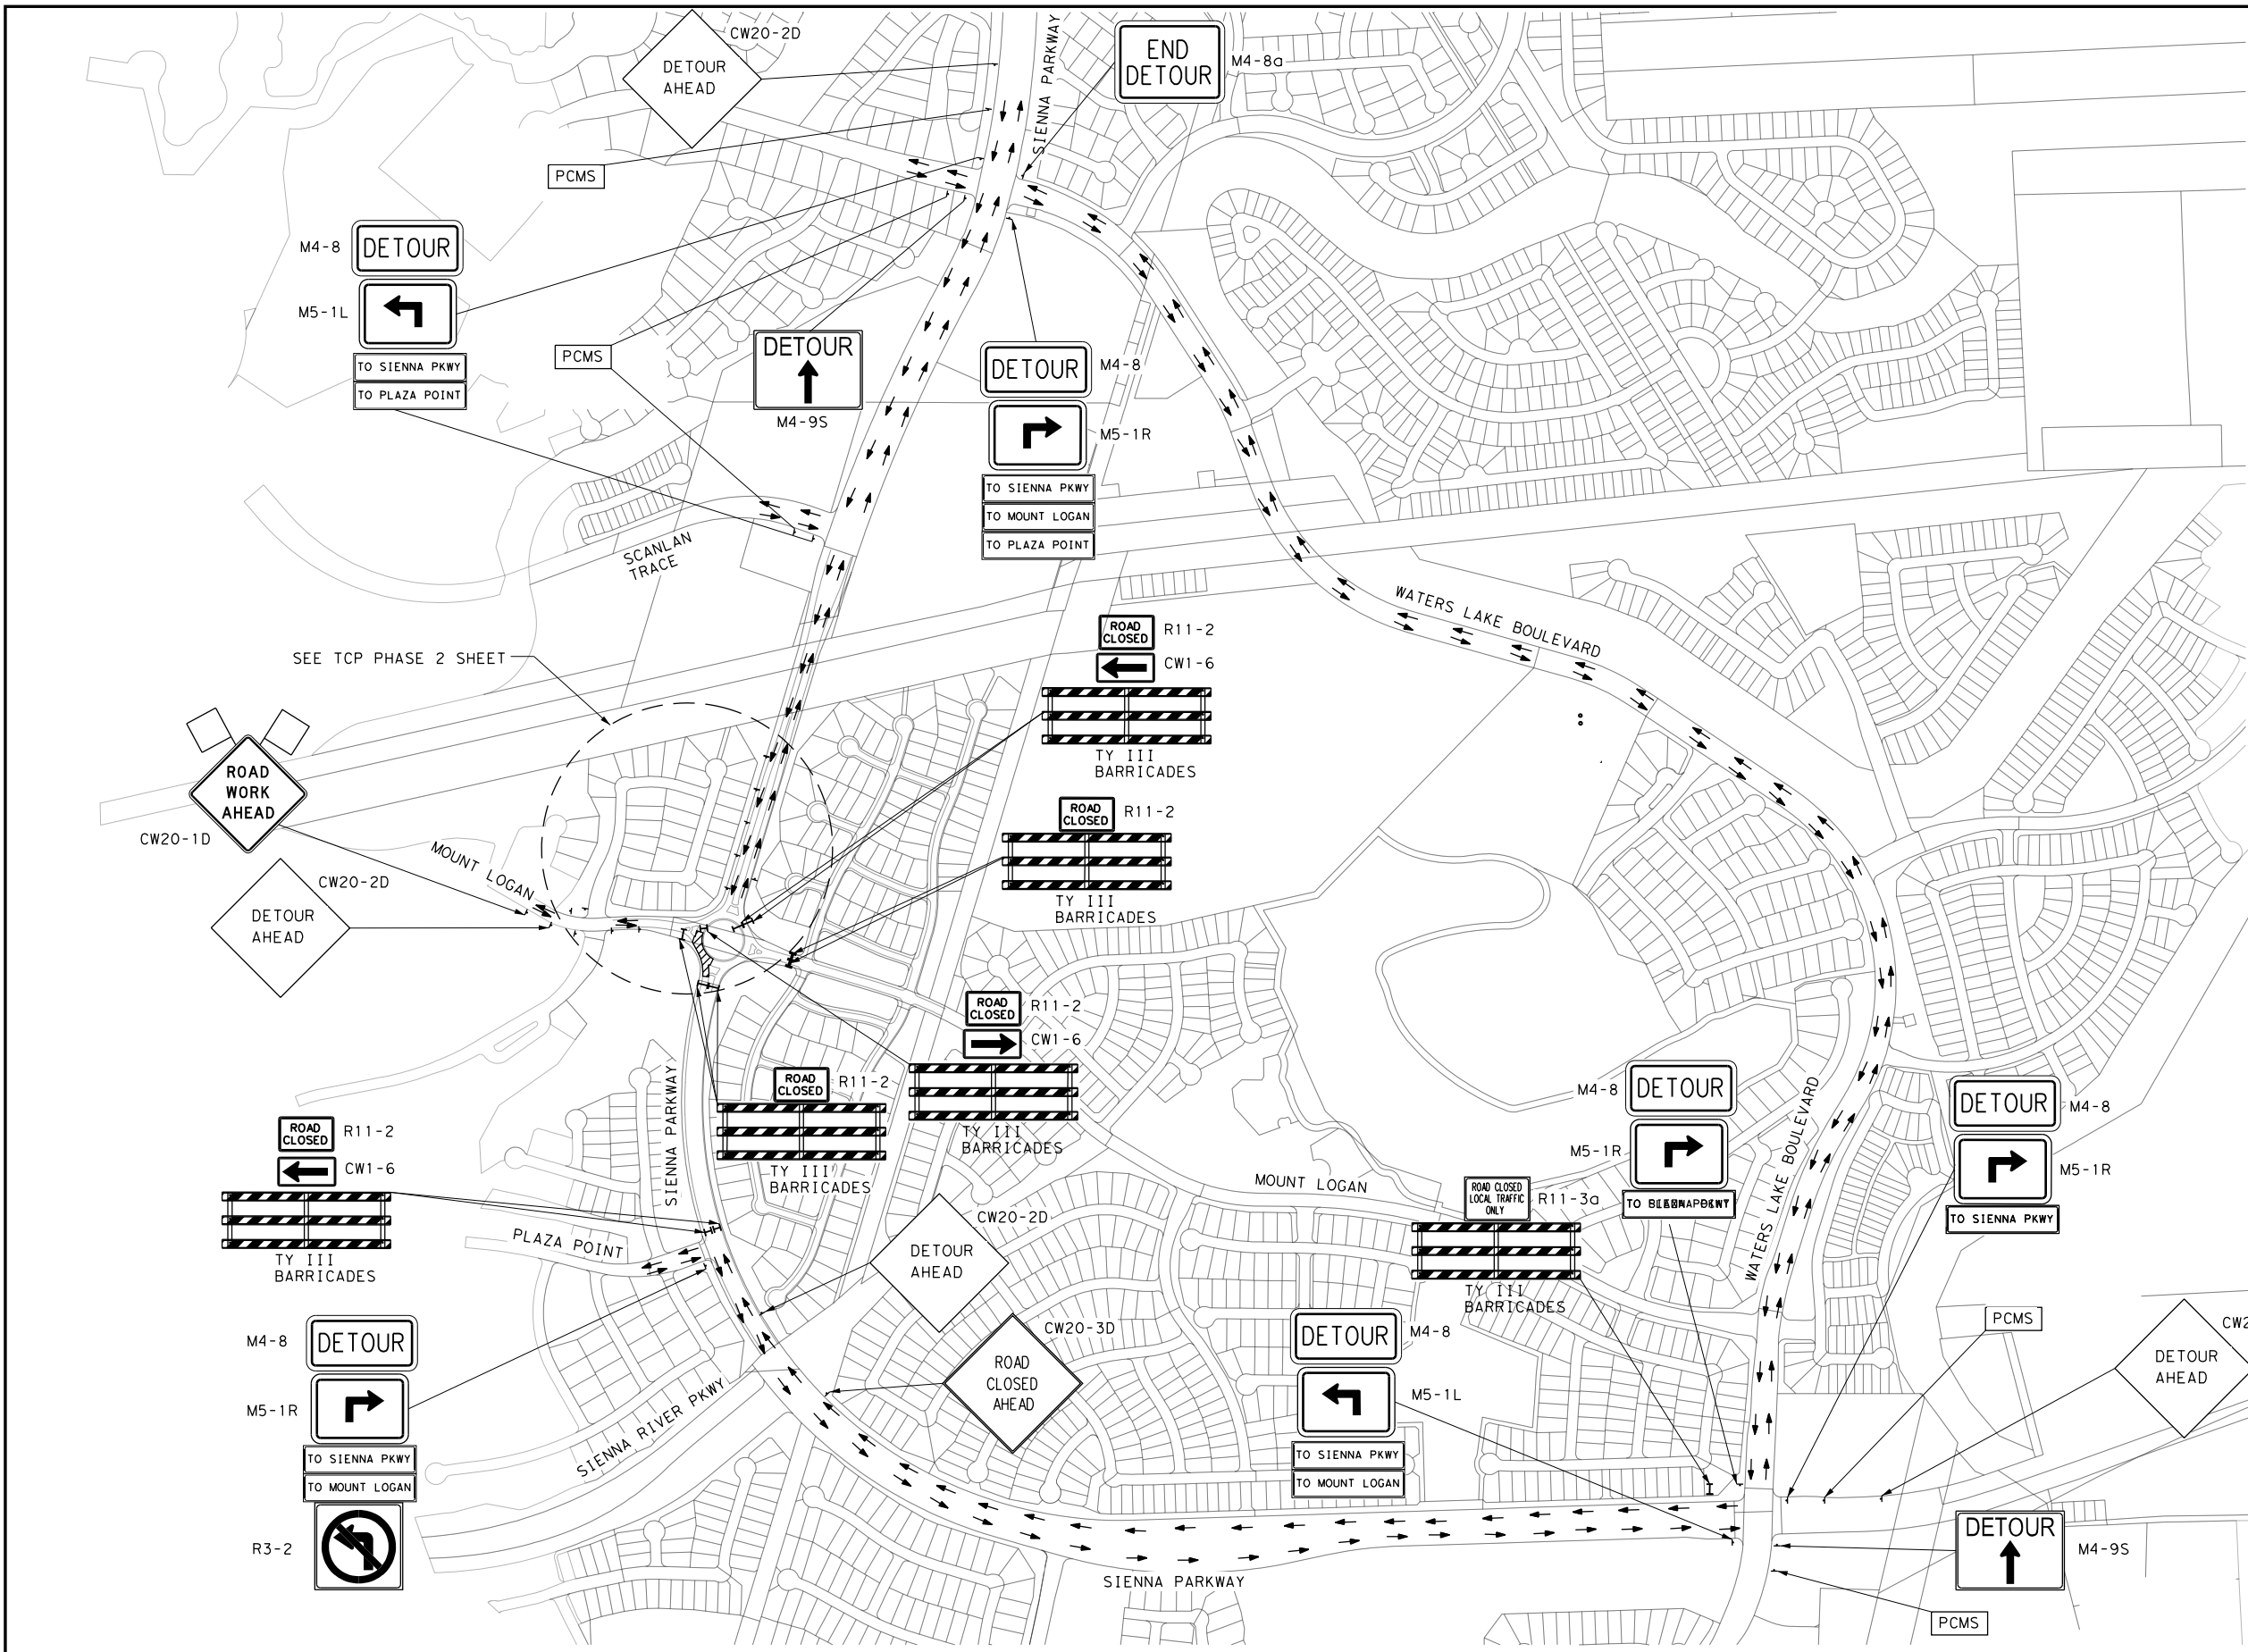 CW20-2D
DETOUR
AHEAD
SIENNA PARKWAY
END
DETOUR
M4-8a
PCMS
M4-8
DETOUR
M5-1L
TO SIENNA PKWY
TO PLAZA POINT
PCMS
DETOUR
M4-9S
DETOUR
M4-8
M5-1R
TO SIENNA PKWY
TO MOUNT LOGAN
TO PLAZA POINT
SCANLAN
TRACE
WATERS LAKE BOULEVARD
SEE TCP PHASE 2 SHEET
ROAD
CLOSED
R11-2
CW1-6
TY III
BARRICADES
ROAD
WORK
AHEAD
CW20-1D
ROAD
CLOSED
R11-2
TY III
BARRICADES
MOUNT LOGAN
CW20-2D
DETOUR
AHEAD
ROAD
CLOSED
R11-2
CW1-6
TY III
BARRICADES
SIENNA PARKWAY
ROAD
CLOSED
R11-2
TY III
BARRICADES
ROAD
CLOSED
R11-2
CW1-6
TY III
BARRICADES
PLAZA POINT
CW20-2D
DETOUR
AHEAD
MOUNT LOGAN
M4-8
DETOUR
M5-1R
WATERS LAKE BOULEVARD
DETOUR
M4-8
M5-1R
TO SIENNA PKWY
ROAD CLOSED
LOCAL TRAFFIC
ONLY
R11-3a
TY III
BARRICADES
M4-8
DETOUR
M5-1R
TO SIENNA PKWY
TO MOUNT LOGAN
R3-2
SIENNA RIVER PKWY
CW20-3D
ROAD
CLOSED
AHEAD
DETOUR
M4-8
M5-1L
TO SIENNA PKWY
TO MOUNT LOGAN
PCMS
DETOUR
AHEAD
DETOUR
M4-9S
SIENNA PARKWAY
PCMS